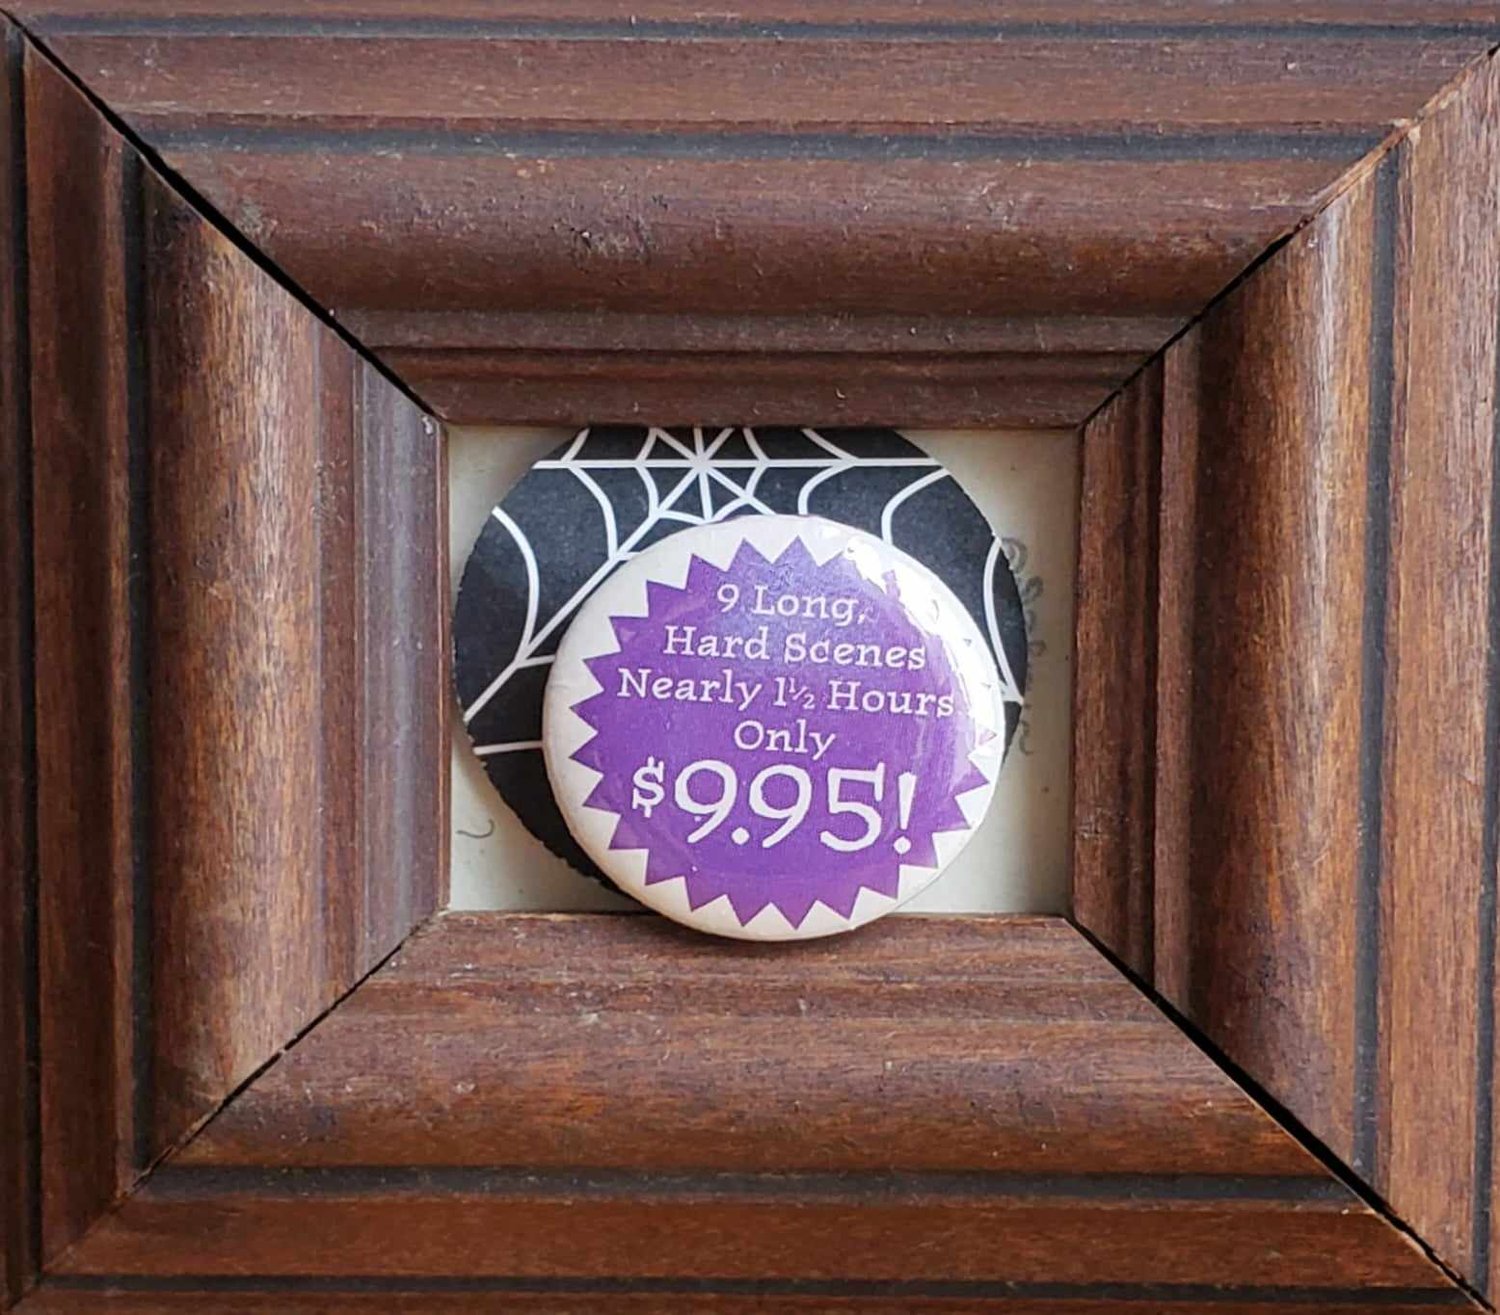 9 Long,
Hard Scenes
Nearly 1½ Hours
Only
$9.95!